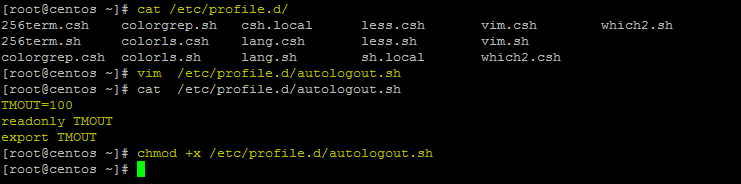 [root@centos ~]# cat /etc/profile.d/
256term.csh colorgrep.sh csh.local less.csh vim.csh which2.sh
256term.sh colorls.csh lang.csh less.sh vim.sh
colorgrep.csh colorls.sh lang.sh sh.local which2.csh
[root@centos ~]# vim  /etc/profile.d/autologout.sh
[root@centos ~]# cat  /etc/profile.d/autologout.sh
TMOUT=100
readonly TMOUT
export TMOUT
[root@centos ~]# chmod +x /etc/profile.d/autologout.sh
[root@centos ~]#